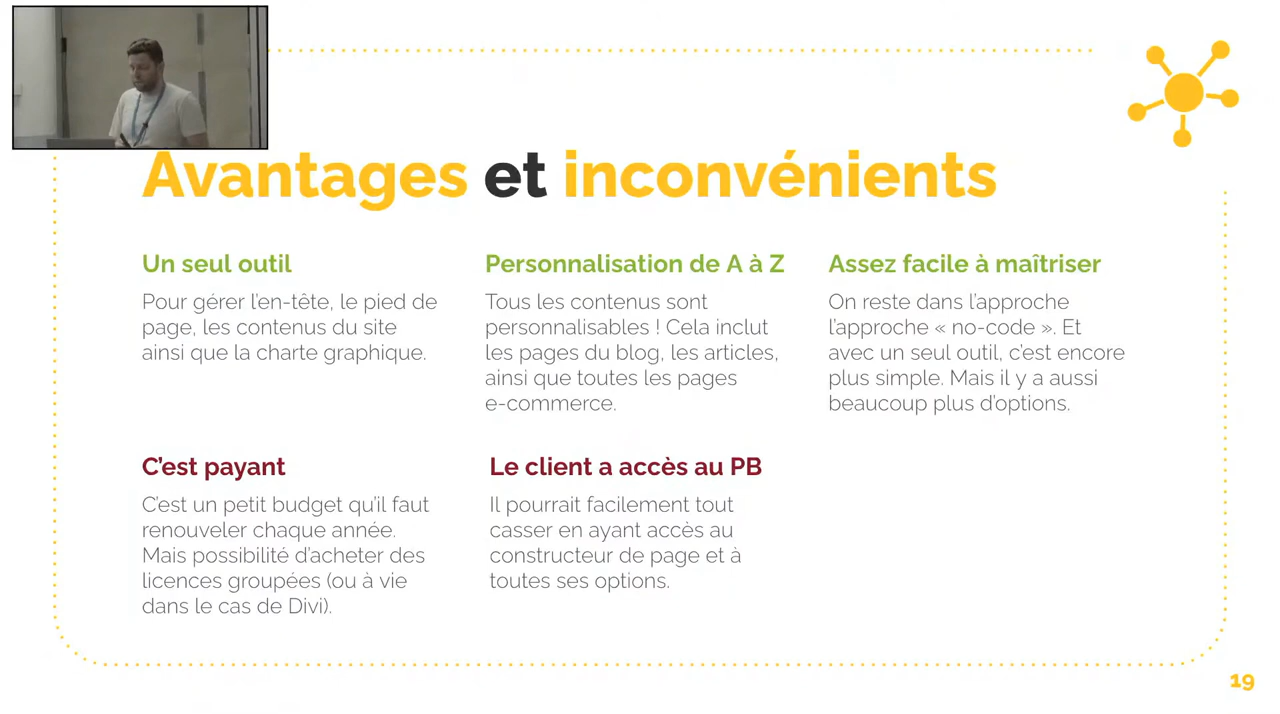 Avantages et inconvénients
Un seul outil
Pour gérer l'en-tête, le pied de
page, les contenus du site
ainsi que la charte graphique.
Personnalisation de A à Z
Tous les contenus sont
personnalisables ! Cela inclut
les pages du blog, les articles,
ainsi que toutes les pages
e-commerce.
Assez facile à maîtriser
On reste dans l'approche
l'approche « no-code ». Et
avec un seul outil, c'est encore
plus simple. Mais il y a aussi
beaucoup plus d'options.
C'est payant
C'est un petit budget qu'il faut
renouveler chaque année.
Mais possibilité d'acheter des
licences groupées (ou à vie
dans le cas de Divi).
Le client a accès au PB
Il pourrait facilement tout
casser en ayant accès au
constructeur de page et à
toutes ses options.
19